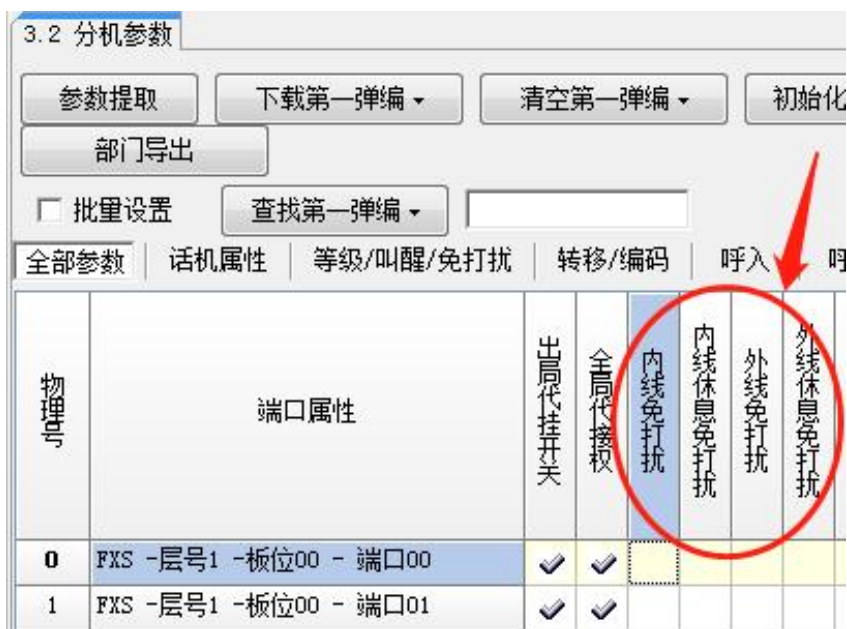 3.2 分机参数
参数提取 下载第一弹编 清空第一弹编 初始化
部门导出
批量设置 查找第一弹编
全部参数 话机属性 等级/叫醒/免打扰 转移/编码 呼入 呼
物理号 端口属性 出局代挂开关 全局代接权 内线免打扰 内线休息免打扰 外线免打扰 外线休息免打扰
0 FXS -层号1 -板位00 - 端口00
1 FXS -层号1 -板位00 - 端口01